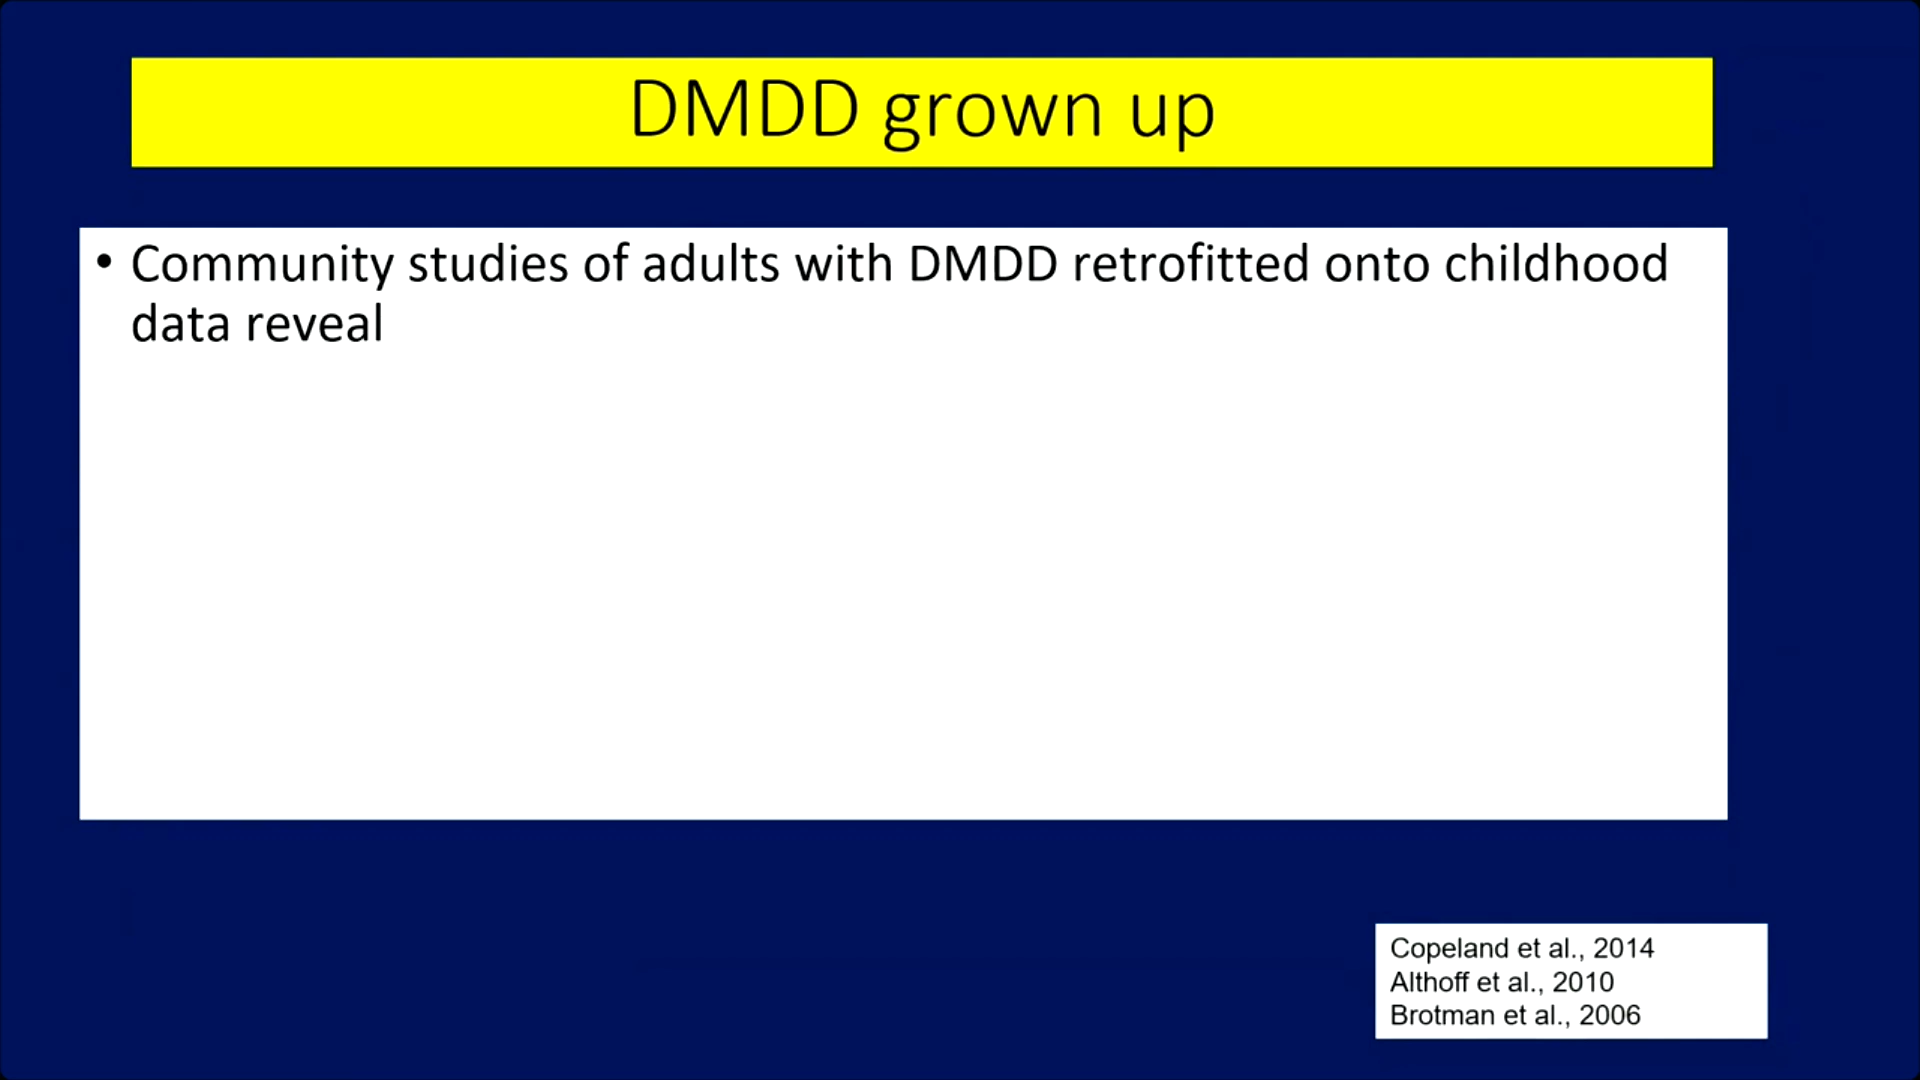 DMDD grown up
• Community studies of adults with DMDD retrofitted onto childhood
data reveal
Copeland et al., 2014
Althoff et al., 2010
Brotman et al., 2006